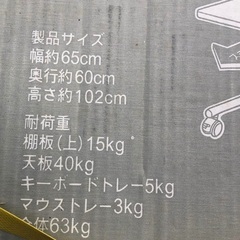 製品サイズ
幅約65cm
奥行約60cm
高さ約102cm
耐荷重
棚板(上)15kg
天板40kg
キーボードトレー5kg
マウストレー3kg
全体63kg